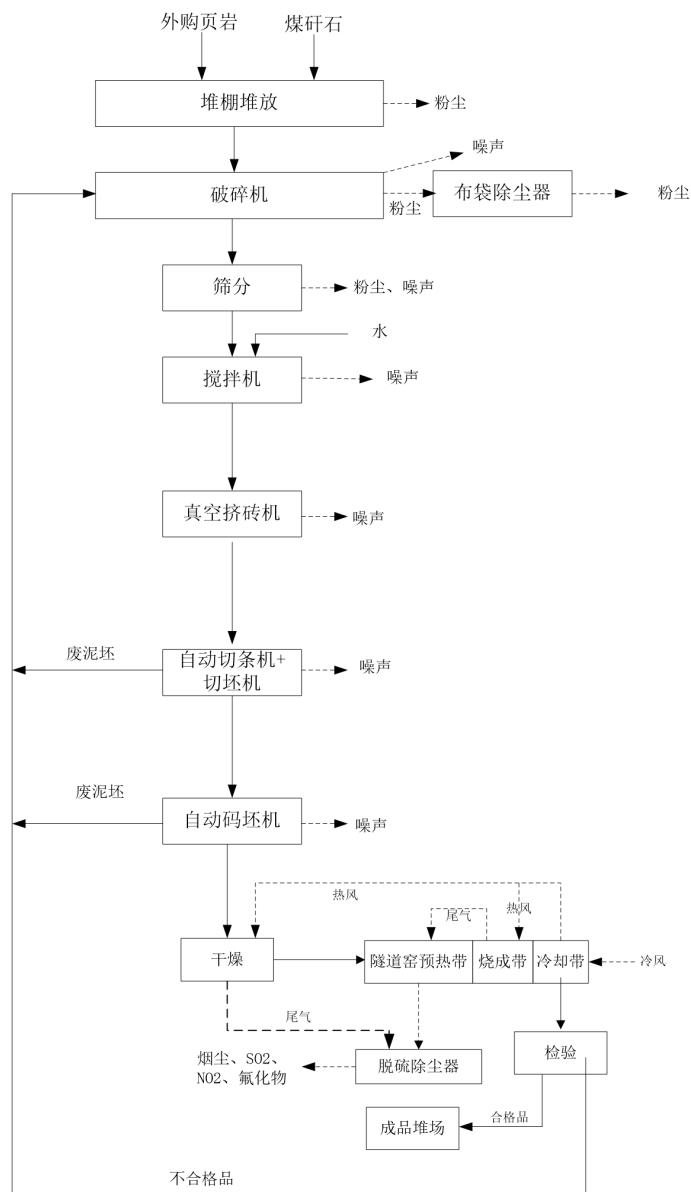 外购页岩
煤矸石
堆棚堆放
粉尘
噪声
破碎机
粉尘
布袋除尘器
粉尘
筛分
粉尘、噪声
水
搅拌机
噪声
真空挤砖机
噪声
废泥坯
自动切条机+
切坯机
噪声
废泥坯
自动码坯机
噪声
热风
热风
尾气
干燥
隧道窑预热带
烧成带
冷却带
冷风
尾气
烟尘、SO2、
NO2、氟化物
脱硫除尘器
检验
成品堆场
合格品
不合格品